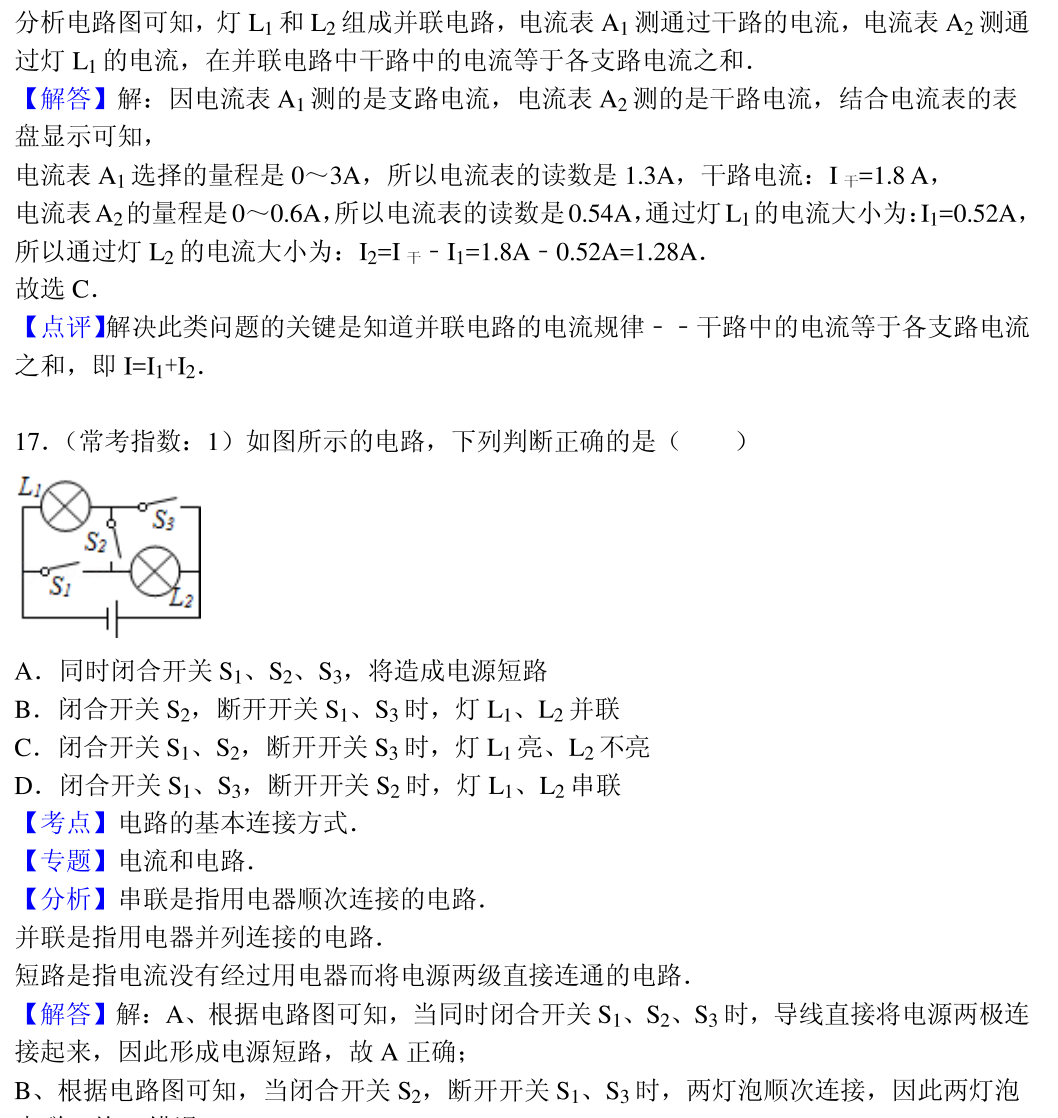 分析电路图可知，灯 L1 和 L2 组成并联电路，电流表 A1 测通过干路的电流，电流表 A2 测通
过灯 L1 的电流，在并联电路中干路中的电流等于各支路电流之和．
【解答】解：因电流表 A1 测的是支路电流，电流表 A2 测的是干路电流，结合电流表的表
盘显示可知，
电流表 A1 选择的量程是 0～3A，所以电流表的读数是 1.3A，干路电流：I 干=1.8 A，
电流表 A2 的量程是 0～0.6A，所以电流表的读数是 0.54A，通过灯 L1 的电流大小为：I1=0.52A，
所以通过灯 L2 的电流大小为：I2=I 干﹣I1=1.8A﹣0.52A=1.28A．
故选 C．
【点评】解决此类问题的关键是知道并联电路的电流规律﹣﹣干路中的电流等于各支路电流
之和，即 I=I1+I2．
17．（常考指数：1）如图所示的电路，下列判断正确的是（　　）
L1
S3
S2
S1
L2
A．同时闭合开关 S1、S2、S3，将造成电源短路
B．闭合开关 S2，断开开关 S1、S3 时，灯 L1、L2 并联
C．闭合开关 S1、S2，断开开关 S3 时，灯 L1 亮、L2 不亮
D．闭合开关 S1、S3，断开开关 S2 时，灯 L1、L2 串联
【考点】电路的基本连接方式．
【专题】电流和电路．
【分析】串联是指用电器顺次连接的电路．
并联是指用电器并列连接的电路．
短路是指电流没有经过用电器而将电源两级直接连通的电路．
【解答】解：A、根据电路图可知，当同时闭合开关 S1、S2、S3 时，导线直接将电源两极连
接起来，因此形成电源短路，故 A 正确；
B、根据电路图可知，当闭合开关 S2，断开开关 S1、S3 时，两灯泡顺次连接，因此两灯泡